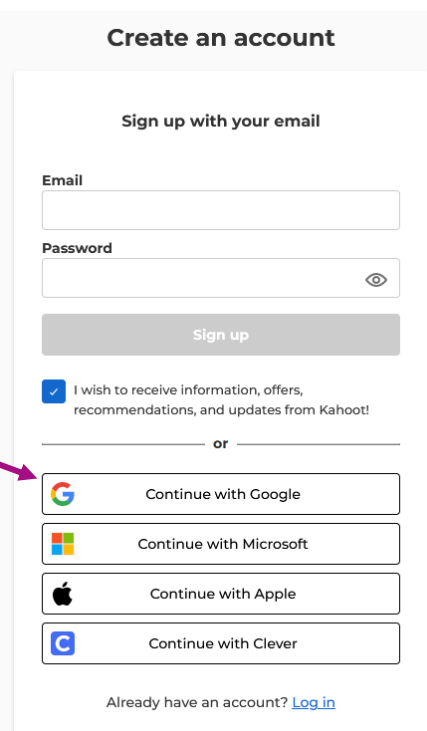 Create an account
Sign up with your email
Email
Password
Sign up
I wish to receive information, offers,
recommendations, and updates from Kahoot!
or
Continue with Google
Continue with Microsoft
Continue with Apple
Continue with Clever
Already have an account? Log in